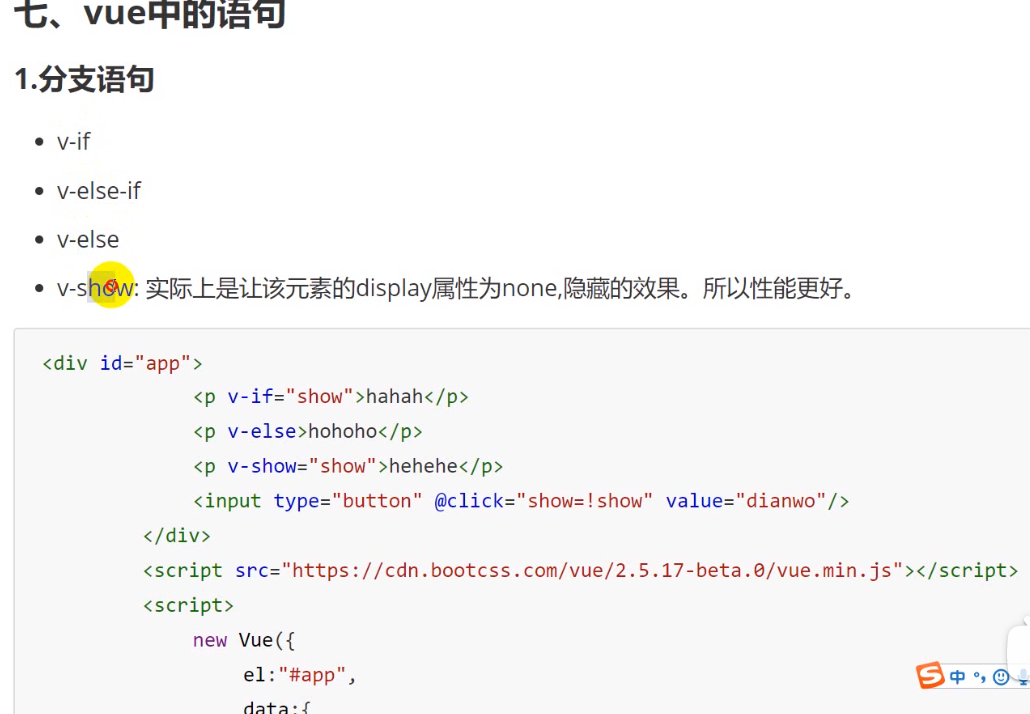 七、vue中的语句
1.分支语句
v-if
v-else-if
v-else
v-show: 实际上是让该元素的display属性为none,隐藏的效果。所以性能更好。
<div id="app">
<p v-if="show">hahah</p>
<p v-else>hohoho</p>
<p v-show="show">hehehe</p>
<input type="button" @click="show=!show" value="dianwo"/>
</div>
<script src="https://cdn.bootcss.com/vue/2.5.17-beta.0/vue.min.js"></script>
<script>
new Vue({
el:"#app",
data:{
中